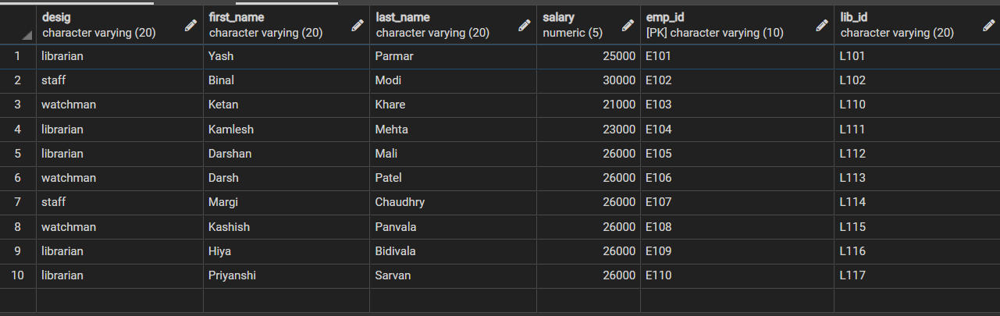 desig first_name last_name salary emp_id lib_id
character varying (20) character varying (20) character varying (20) numeric (5) [PK] character varying (10) character varying (20)
1 librarian Yash Parmar 25000 E101 L101
2 staff Binal Modi 30000 E102 L102
3 watchman Ketan Khare 21000 E103 L110
4 librarian Kamlesh Mehta 23000 E104 L111
5 librarian Darshan Mali 26000 E105 L112
6 watchman Darsh Patel 26000 E106 L113
7 staff Margi Chaudhry 26000 E107 L114
8 watchman Kashish Panvala 26000 E108 L115
9 librarian Hiya Bidivala 26000 E109 L116
10 librarian Priyanshi Sarvan 26000 E110 L117